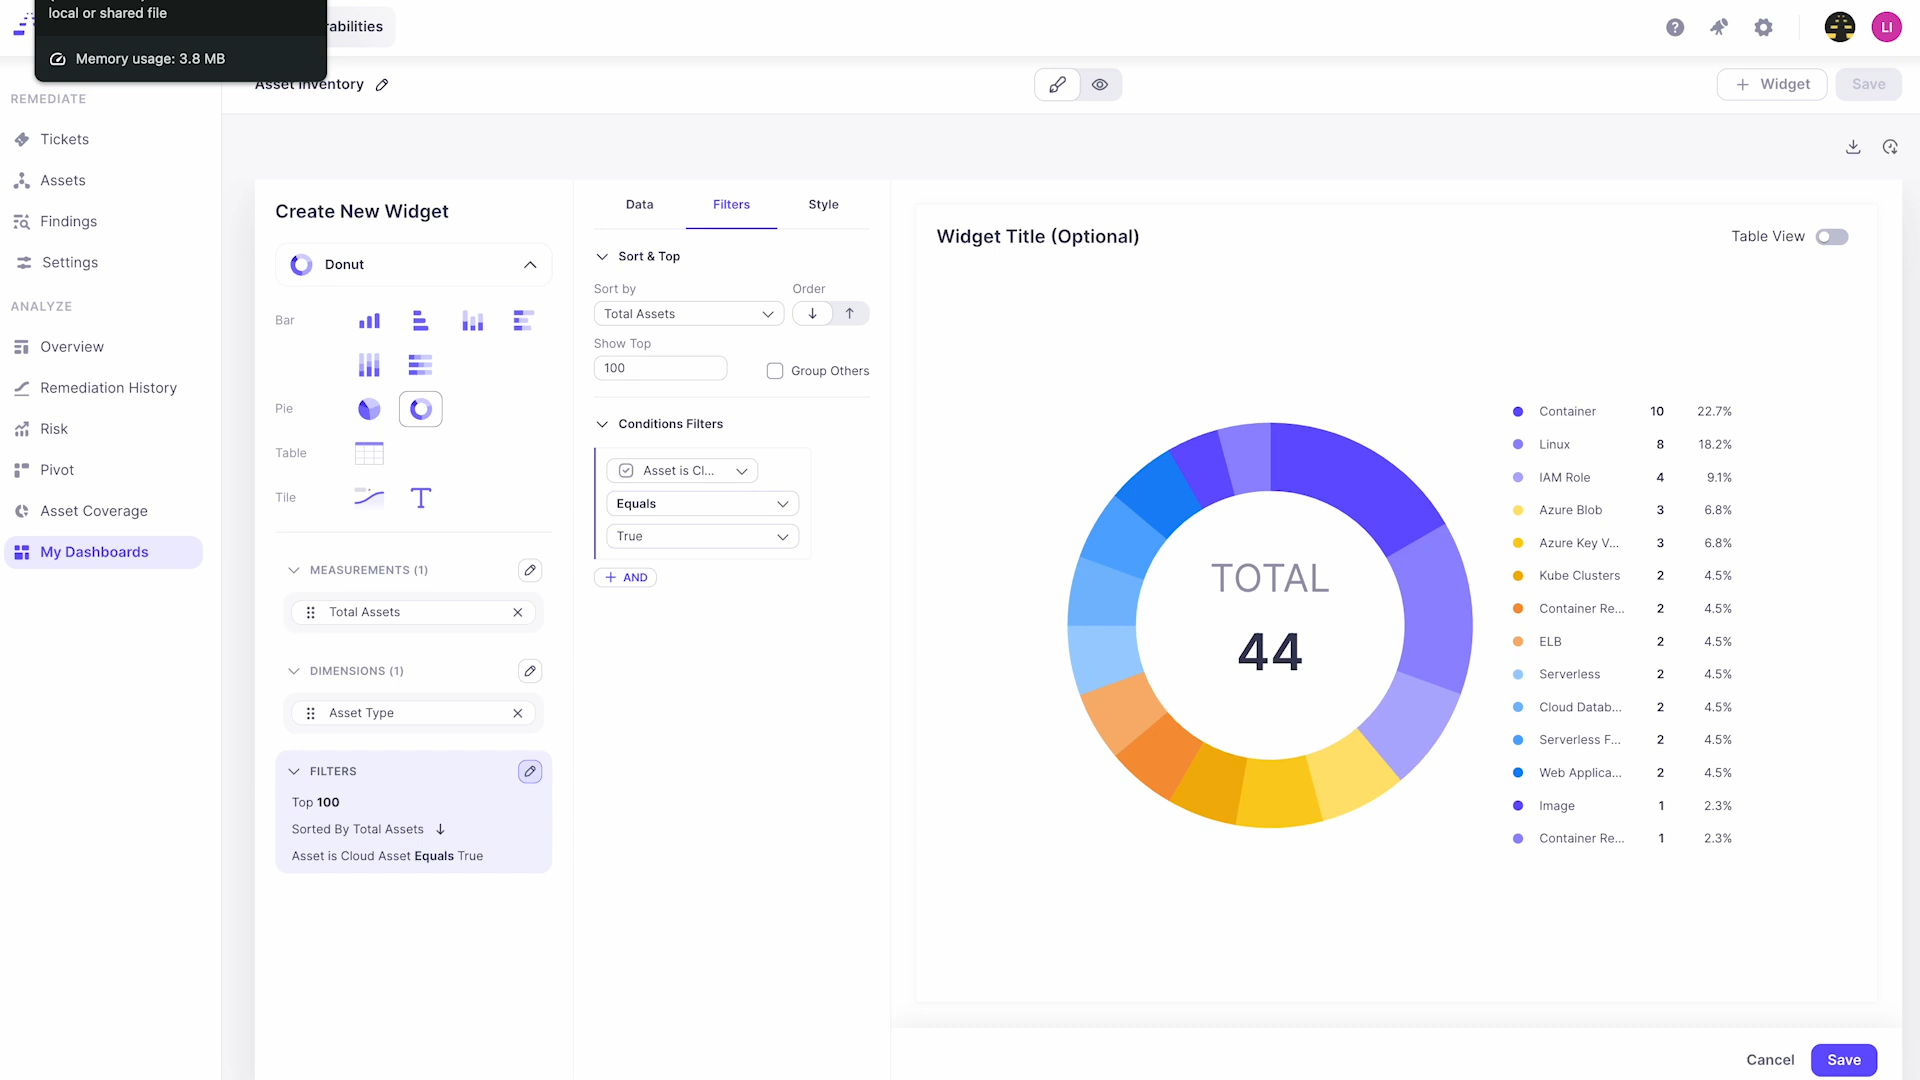 local or shared file
Memory usage: 3.8 MB
rabilities
LI
Asset Inventory
Widget
Save
REMEDIATE
Tickets
Assets
Findings
Settings
ANALYZE
Overview
Remediation History
Risk
Pivot
Asset Coverage
My Dashboards
Create New Widget
Donut
Bar
Pie
Table
Tile
MEASUREMENTS (1)
Total Assets
DIMENSIONS (1)
Asset Type
FILTERS
Top 100
Sorted By Total Assets
Asset is Cloud Asset Equals True
Data
Filters
Style
Sort & Top
Sort by
Order
Total Assets
Show Top
100
Group Others
Conditions Filters
Asset is Cl...
Equals
True
AND
Widget Title (Optional)
Table View
TOTAL
44
Container 10 22.7%
Linux 8 18.2%
IAM Role 4 9.1%
Azure Blob 3 6.8%
Azure Key V... 3 6.8%
Kube Clusters 2 4.5%
Container Re... 2 4.5%
ELB 2 4.5%
Serverless 2 4.5%
Cloud Datab... 2 4.5%
Serverless F... 2 4.5%
Web Applica... 2 4.5%
Image 1 2.3%
Container Re... 1 2.3%
Cancel
Save